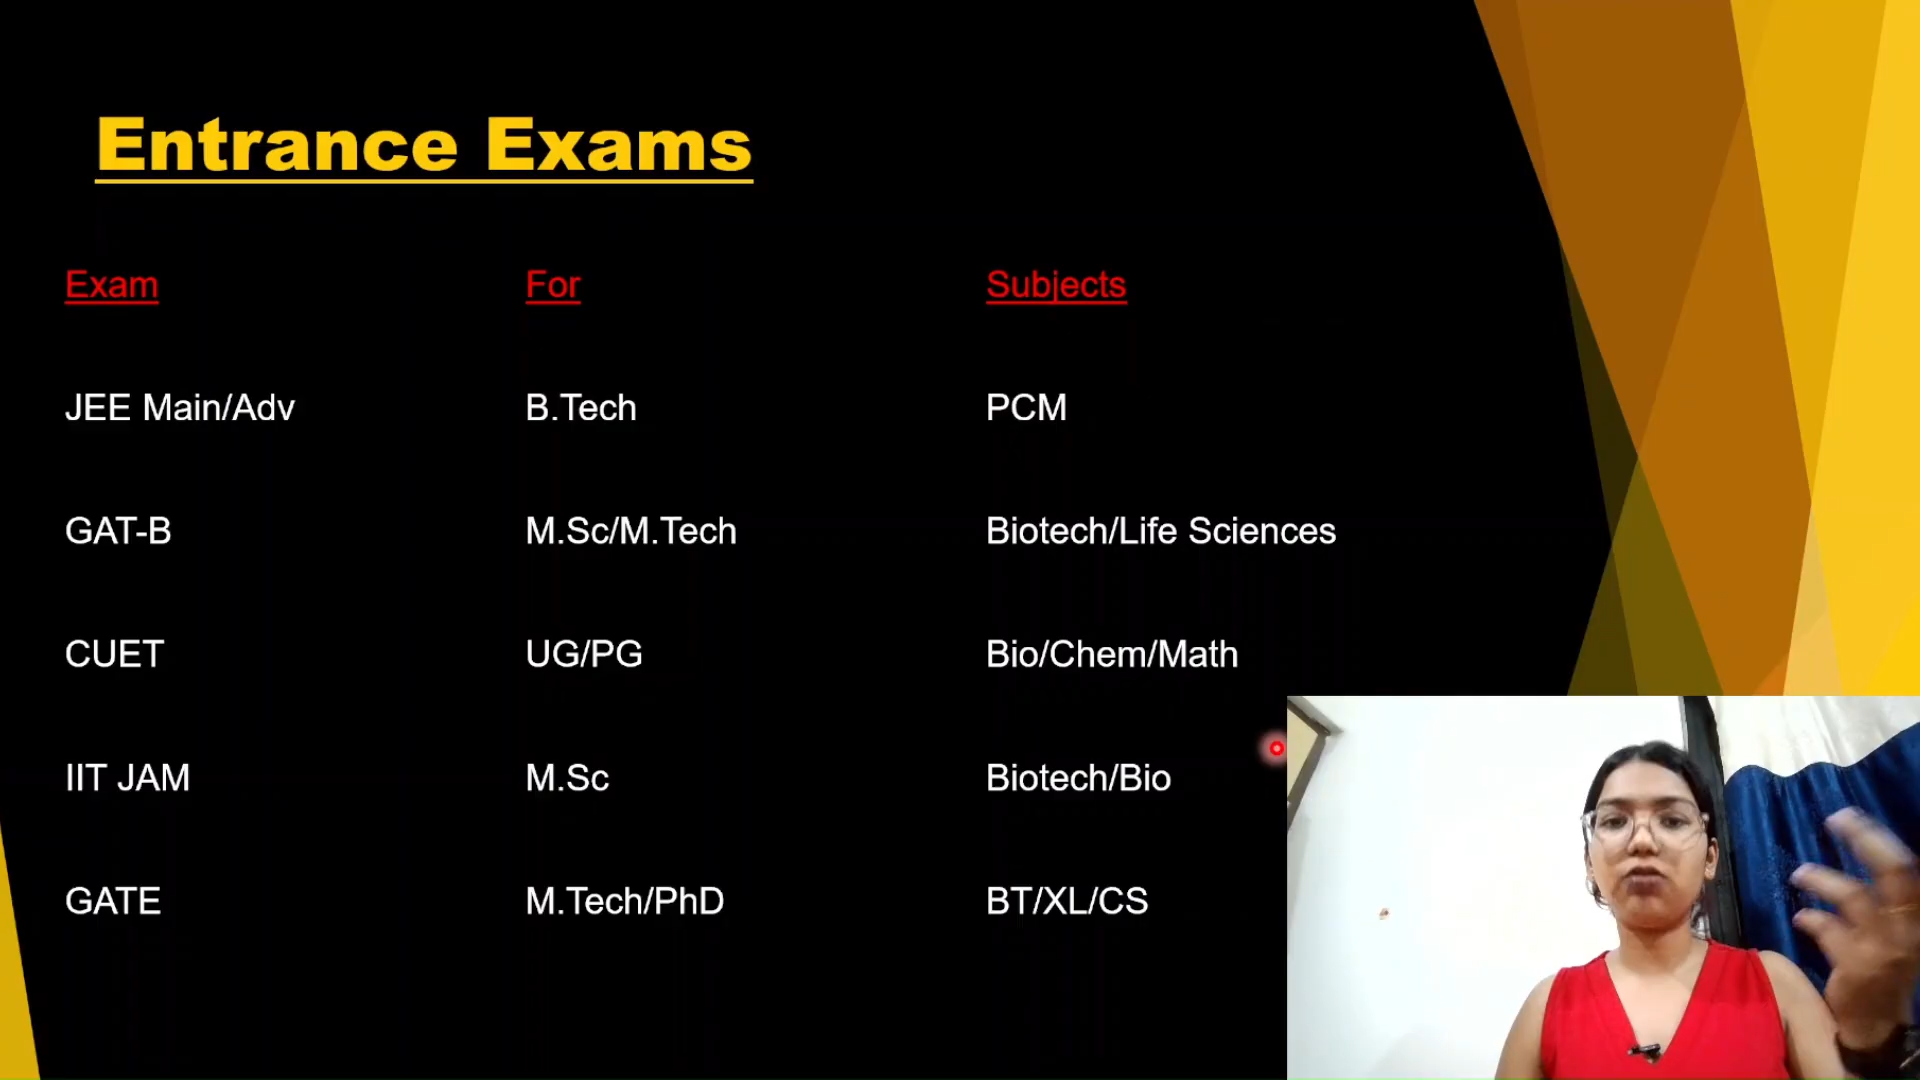 Entrance Exams
Exam For Subjects
JEE Main/Adv B.Tech PCM
GAT-B M.Sc/M.Tech Biotech/Life Sciences
CUET UG/PG Bio/Chem/Math
IIT JAM M.Sc Biotech/Bio
GATE M.Tech/PhD BT/XL/CS